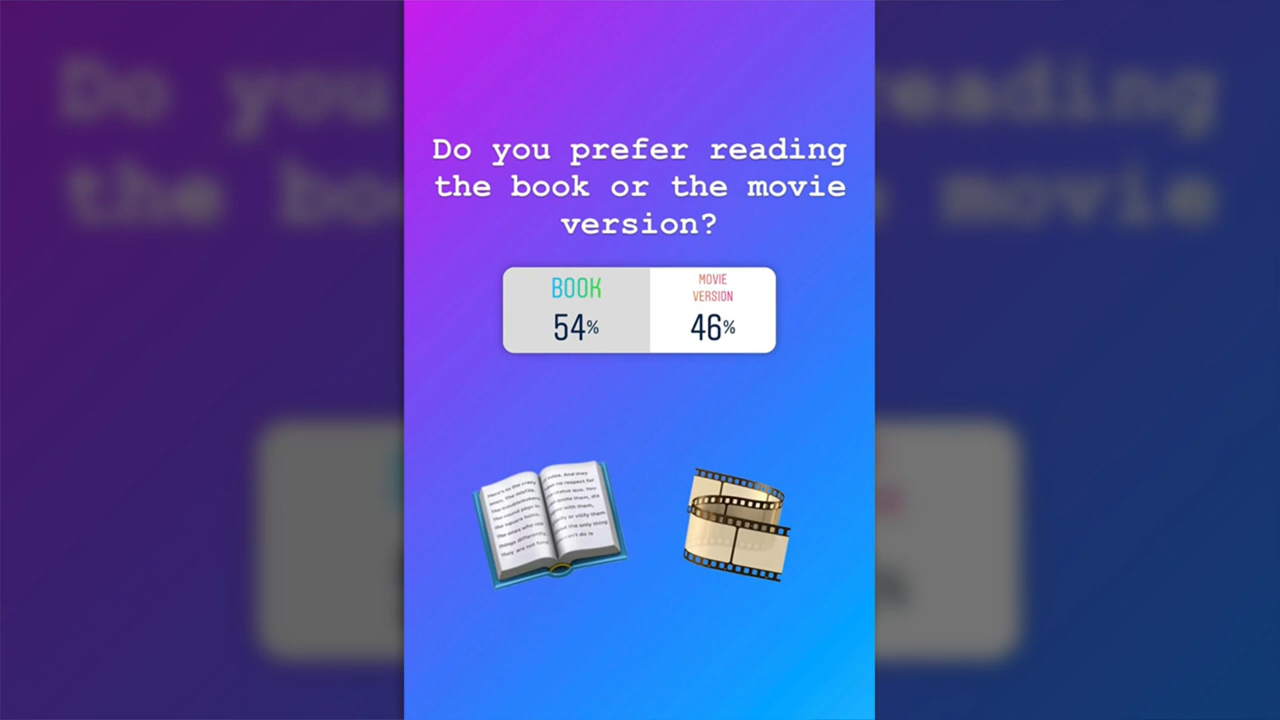 Do you prefer reading
the book or the movie
version?
BOOK
MOVIE
VERSION
54%
46%